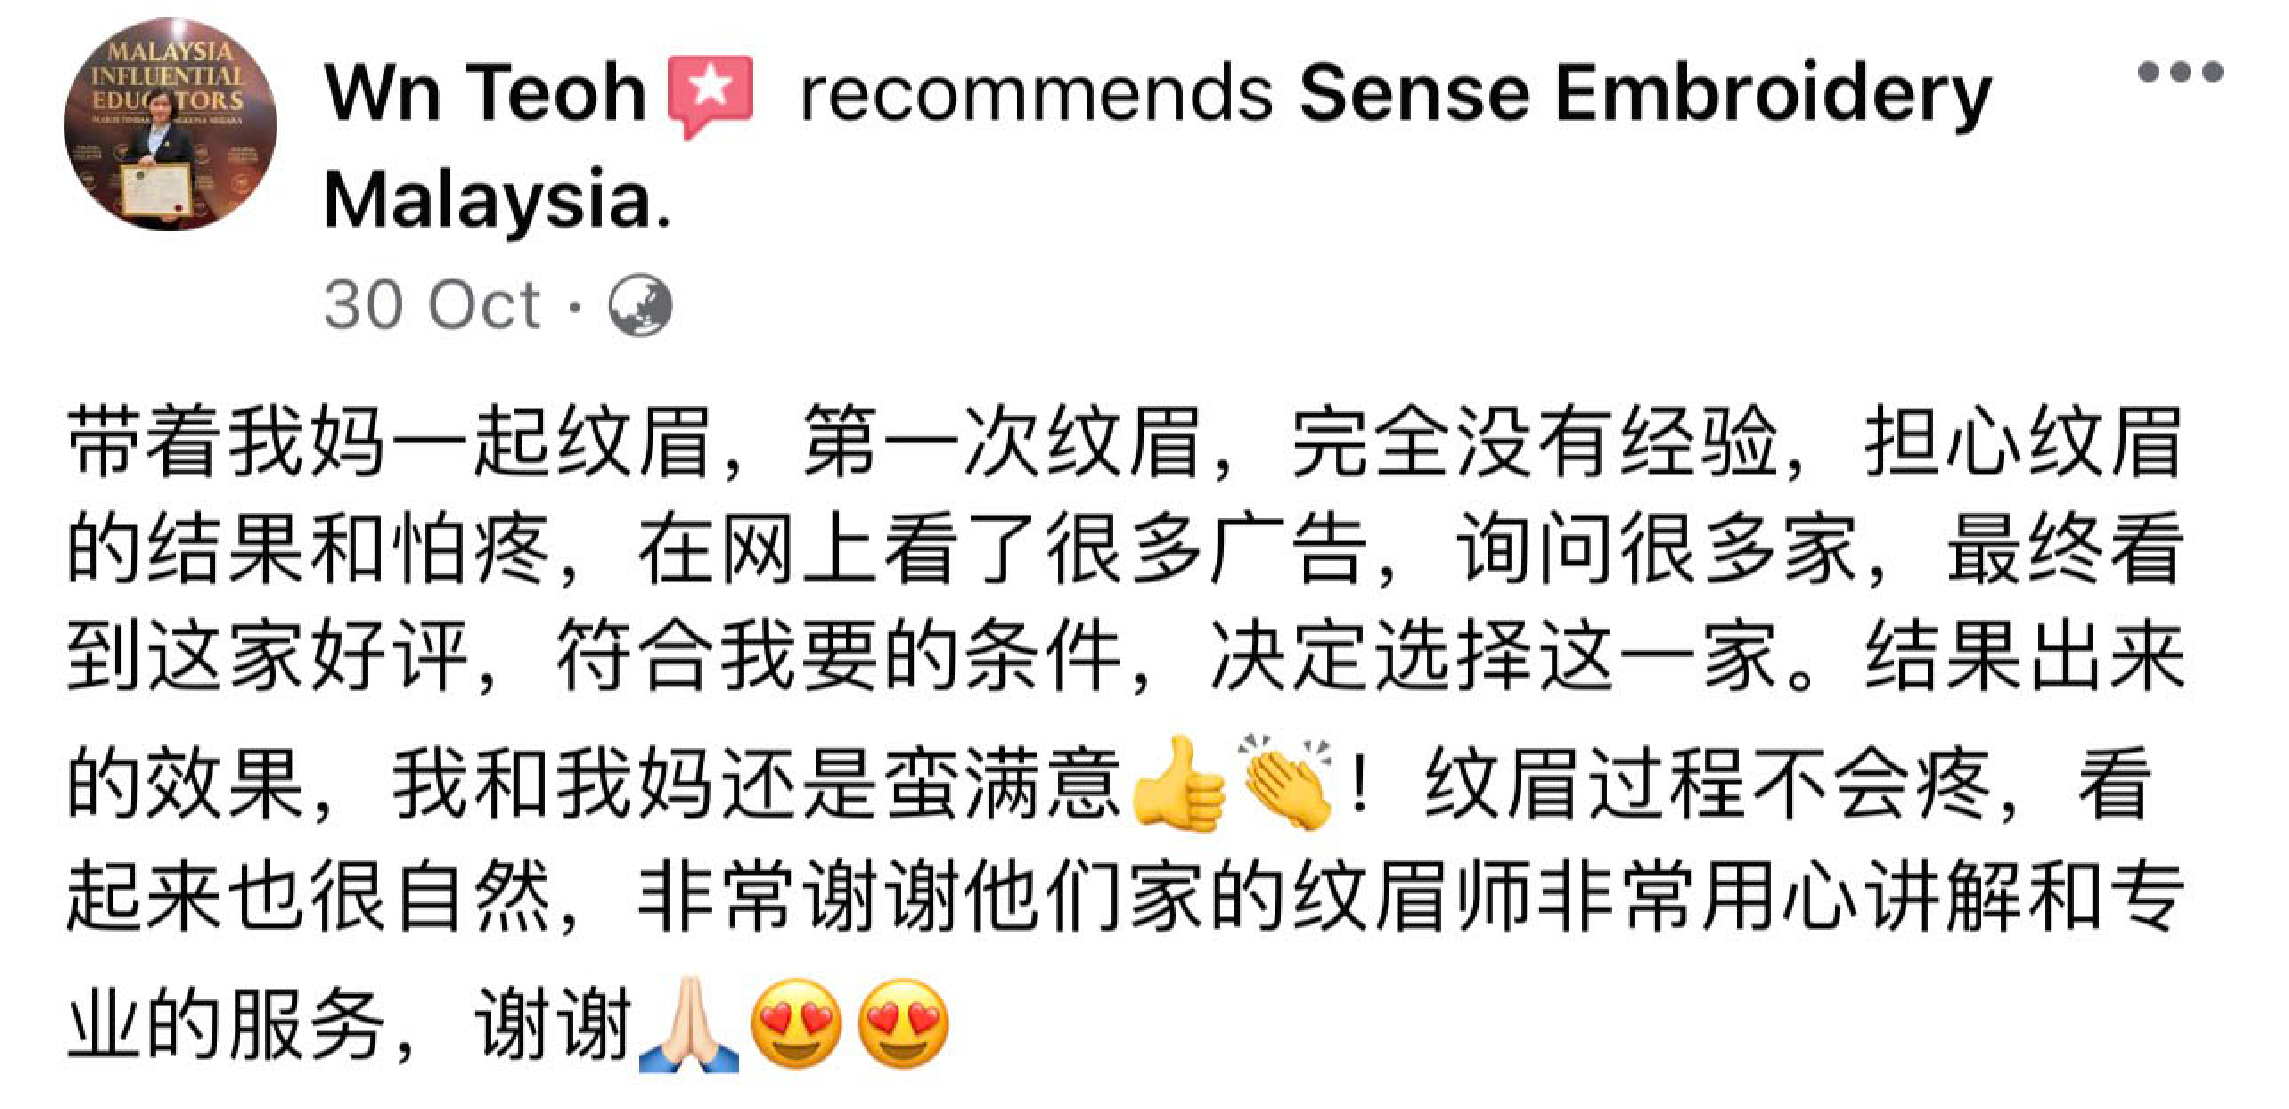 MALAYSIA
INFLUENTIAL
EDUC TORS
Wn Teoh recommends Sense Embroidery
Malaysia.
30 Oct ·
带着我妈一起纹眉，第一次纹眉，完全没有经验，担心纹眉
的结果和怕疼，在网上看了很多广告，询问很多家，最终看
到这家好评，符合我要的条件，决定选择这一家。结果出来
的效果，我和我妈还是蛮满意👍👏！纹眉过程不会疼，看
起来也很自然，非常谢谢他们家的纹眉师非常用心讲解和专
业的服务，谢谢🙏🏻😍😍